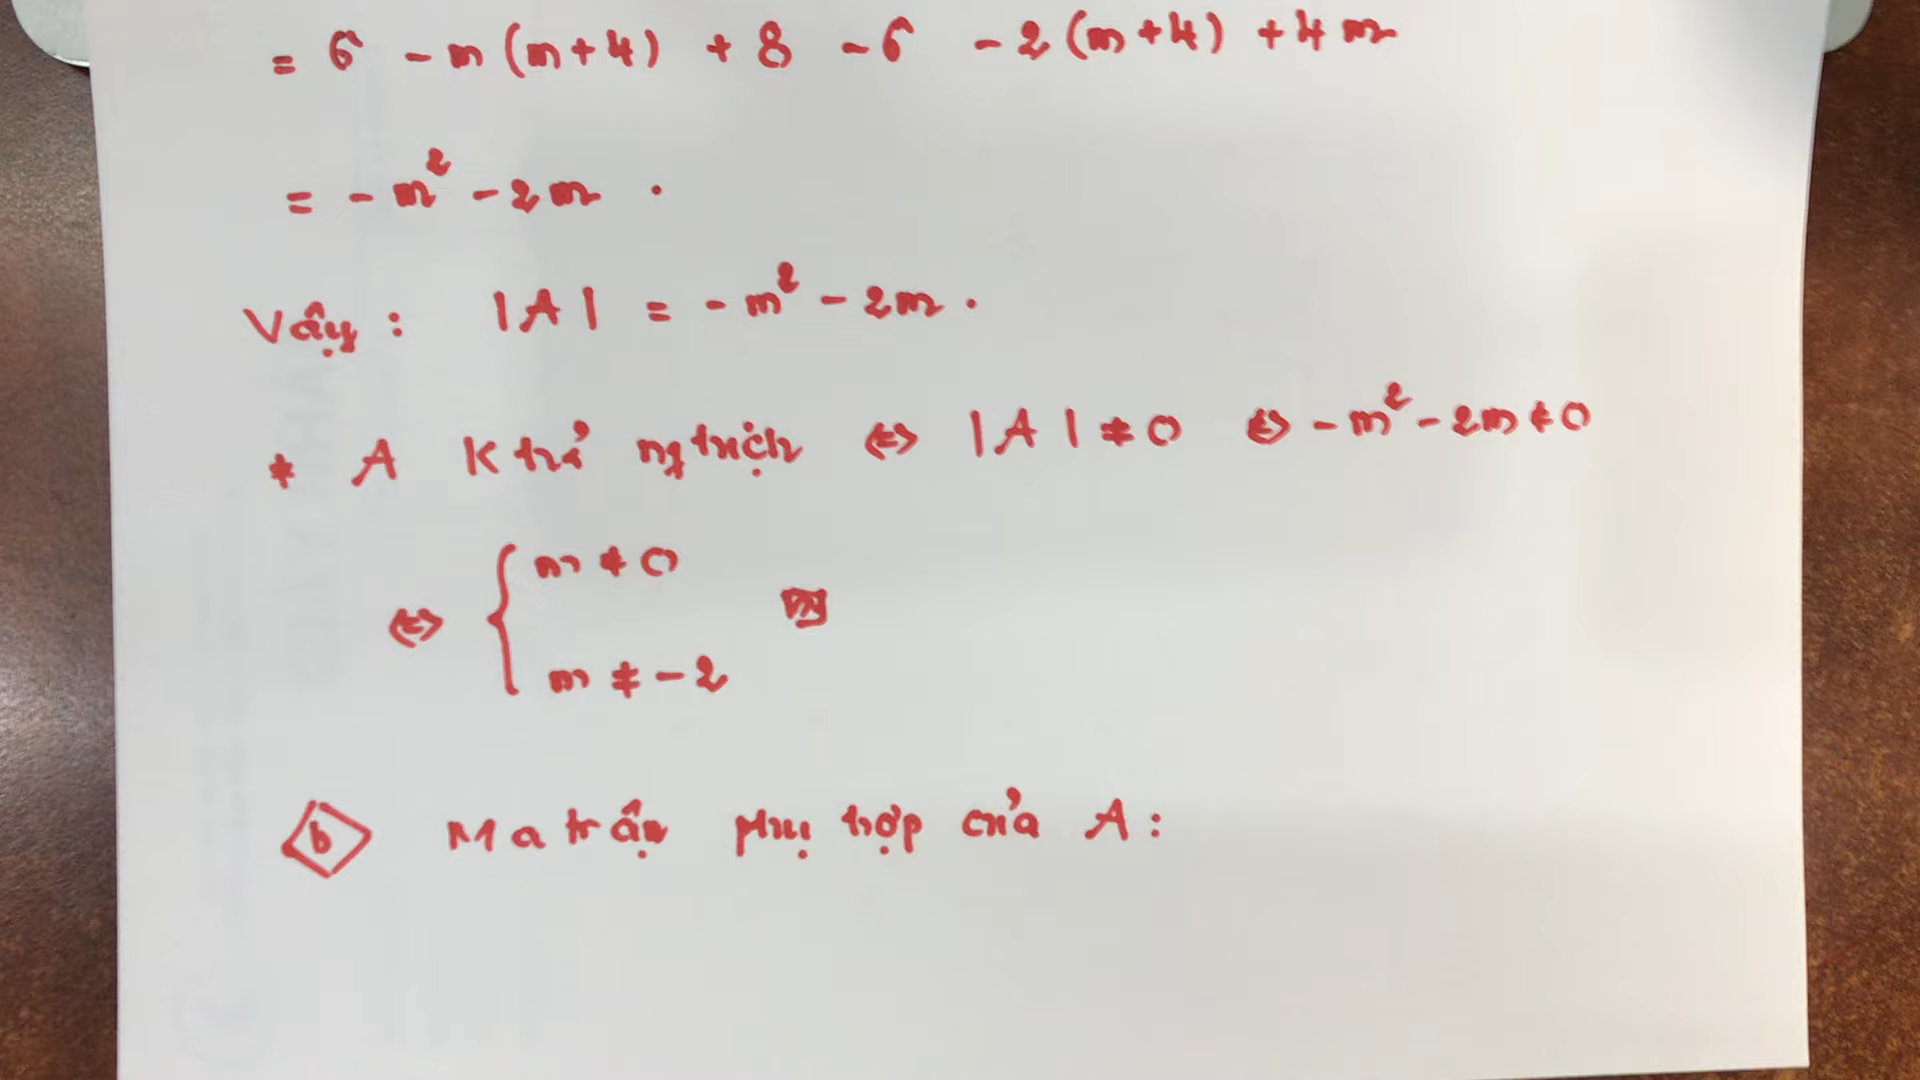 = 6 - m (m+4) + 8 - 6 - 2 (m+4) + 4m
= - m² - 2m .
Vậy : |A| = - m² - 2m .
* A khả nghịch ⇔ |A| ≠ 0 ⇔ - m² - 2m ≠ 0
⇔ { m ≠ 0
m ≠ - 2
b Ma trận phụ hợp của A :